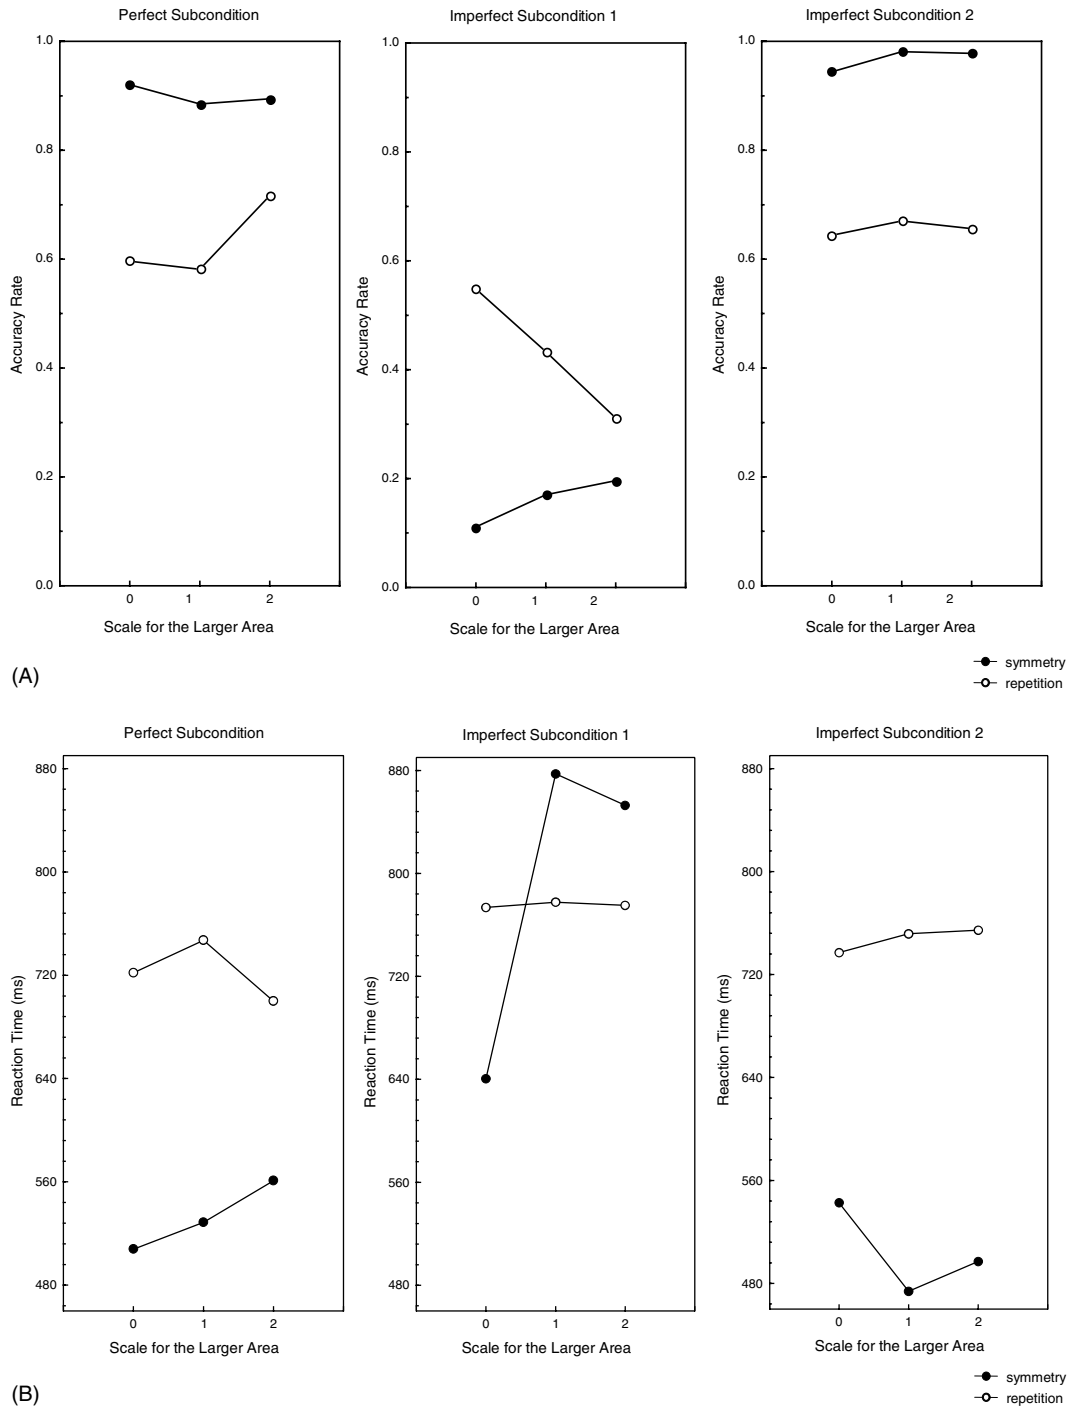 Perfect Subcondition
Imperfect Subcondition 1
Imperfect Subcondition 2
1.0
0.8
0.6
0.4
0.2
0.0
Accuracy Rate
0 1 2
Scale for the Larger Area
1.0
0.8
0.6
0.4
0.2
0.0
Accuracy Rate
0 1 2
Scale for the Larger Area
1.0
0.8
0.6
0.4
0.2
0.0
Accuracy Rate
0 1 2
Scale for the Larger Area
symmetry
repetition
(A)
Perfect Subcondition
Imperfect Subcondition 1
Imperfect Subcondition 2
880
800
720
640
560
480
Reaction Time (ms)
0 1 2
Scale for the Larger Area
880
800
720
640
560
480
Reaction Time (ms)
0 1 2
Scale for the Larger Area
880
800
720
640
560
480
Reaction Time (ms)
0 1 2
Scale for the Larger Area
symmetry
repetition
(B)